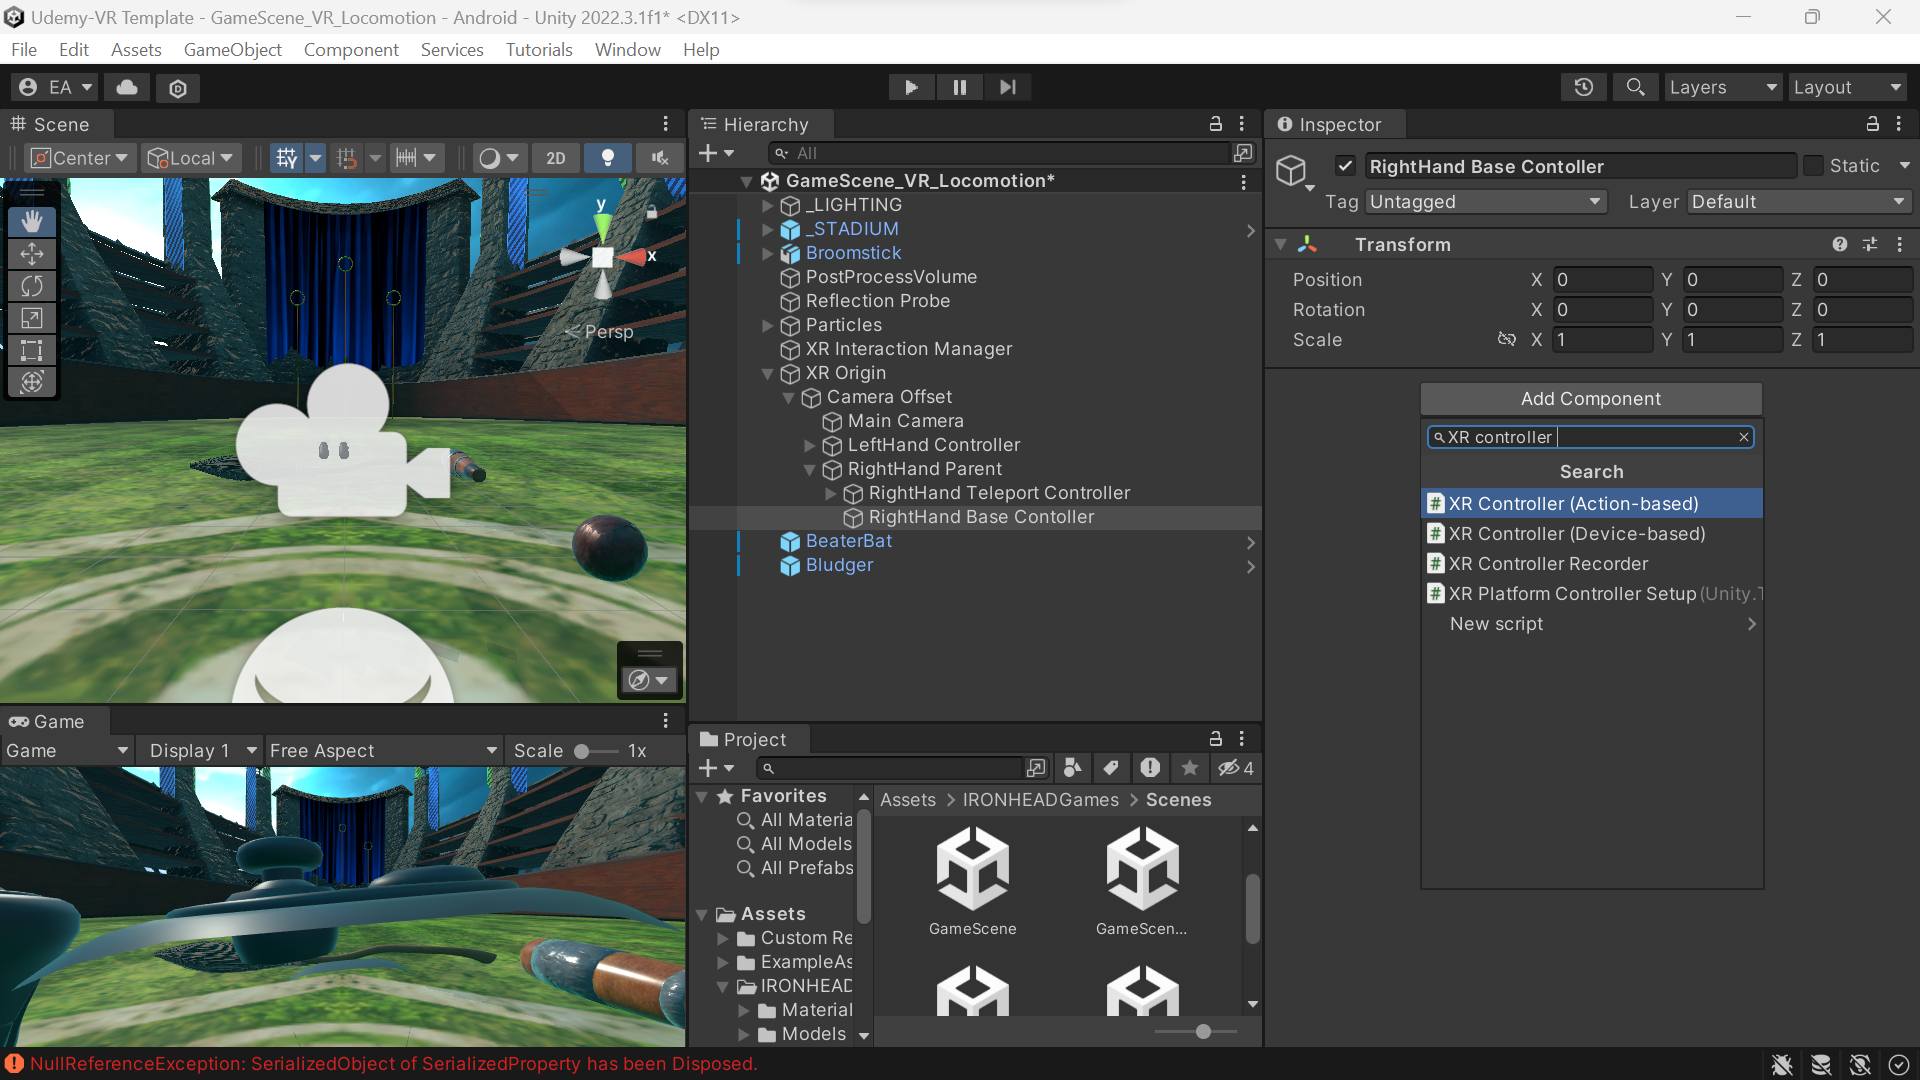 Udemy-VR Template - GameScene_VR_Locomotion - Android - Unity 2022.3.1f1* <DX11>
File Edit Assets GameObject Component Services Tutorials Window Help
EA Layers Layout
Scene
Center Local 2D
y
x
Persp
Hierarchy
All
GameScene_VR_Locomotion*
_LIGHTING
_STADIUM
Broomstick
PostProcessVolume
Reflection Probe
Particles
XR Interaction Manager
XR Origin
Camera Offset
Main Camera
LeftHand Controller
RightHand Parent
RightHand Teleport Controller
RightHand Base Contoller
BeaterBat
Bludger
Inspector
RightHand Base Contoller Static
Tag Untagged Layer Default
Transform
Position X 0 Y 0 Z 0
Rotation X 0 Y 0 Z 0
Scale X 1 Y 1 Z 1
Add Component
XR controller
Search
XR Controller (Action-based)
XR Controller (Device-based)
XR Controller Recorder
XR Platform Controller Setup (Unity.T
New script
Game
Game Display 1 Free Aspect Scale 1x
Project
4
Favorites
All Materia
All Models
All Prefabs
Assets
Custom Re
ExampleAs
IRONHEAD
Material
Models
Assets > IRONHEADGames > Scenes
GameScene
GameScen...
NullReferenceException: SerializedObject of SerializedProperty has been Disposed.